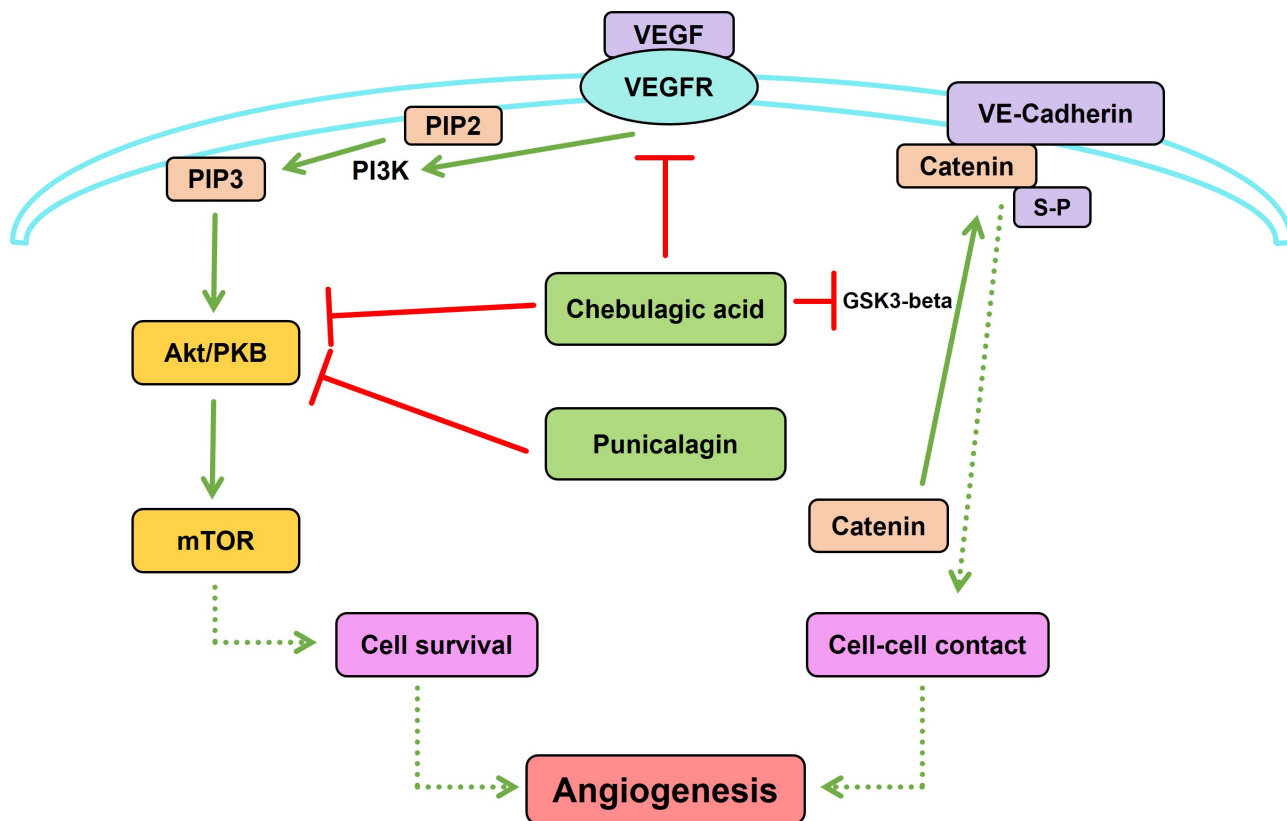 VEGF
VEGFR
VE-Cadherin
PIP2
PI3K
PIP3
Catenin
S-P
Chebulagic acid
GSK3-beta
Akt/PKB
Punicalagin
Catenin
mTOR
Cell survival
Cell-cell contact
Angiogenesis